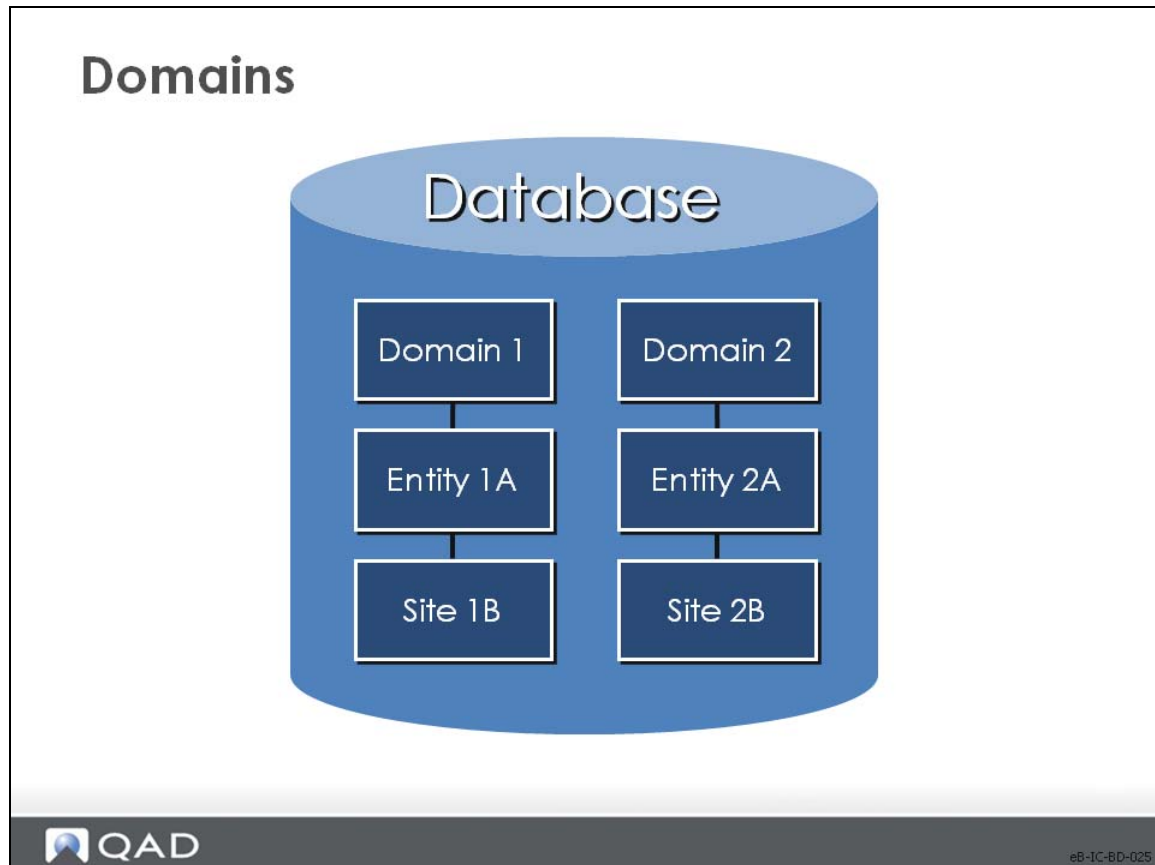 Domains
Database
Domain 1
Domain 2
Entity 1A
Entity 2A
Site 1B
Site 2B
QAD
eB-IC-BD-025